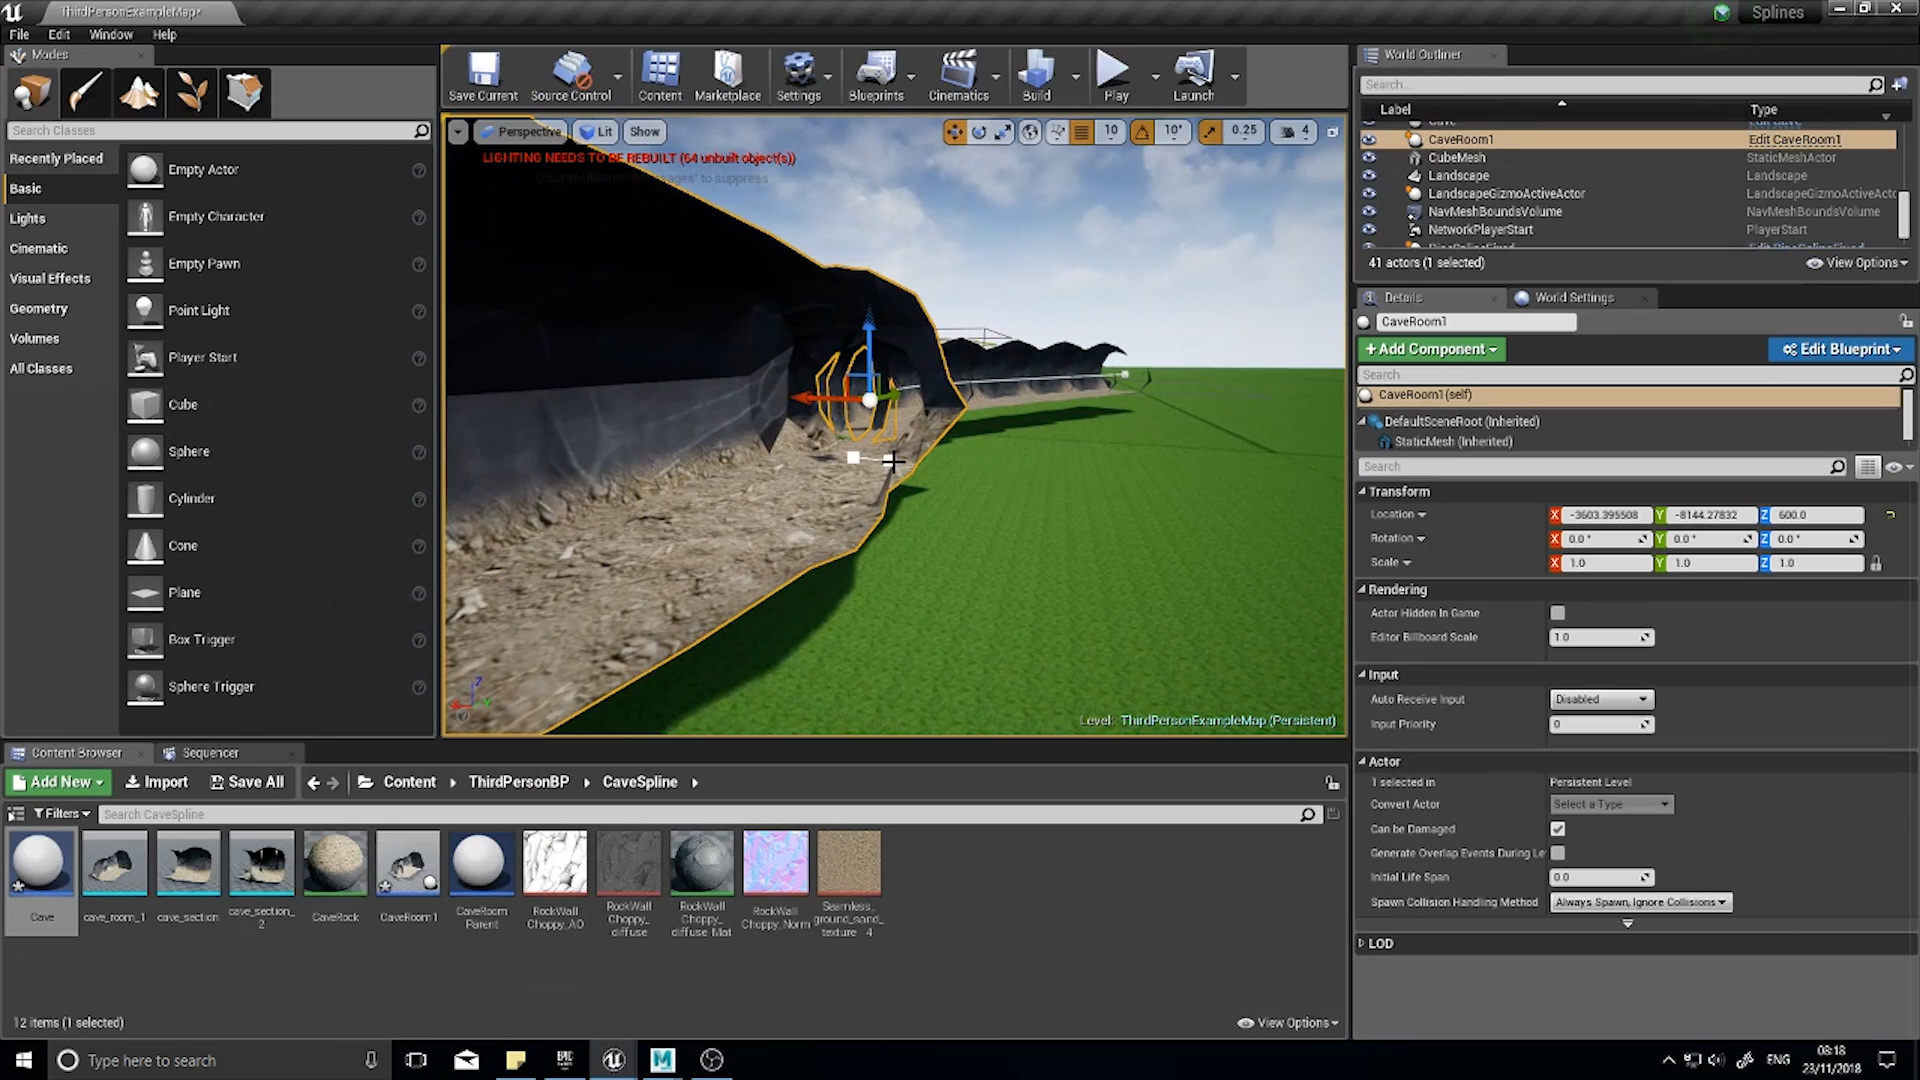 ThirdPersonExampleMap*
Splines
File Edit Window Help
Modes
Search Classes
Recently Placed
Basic
Lights
Cinematic
Visual Effects
Geometry
Volumes
All Classes
Empty Actor
Empty Character
Empty Pawn
Point Light
Player Start
Cube
Sphere
Cylinder
Cone
Plane
Box Trigger
Sphere Trigger
Save Current Source Control Content Marketplace Settings Blueprints Cinematics Build Play Launch
Perspective Lit Show 10 10° 0.25 4
LIGHTING NEEDS TO BE REBUILT (64 unbuilt object(s))
to suppress
Level: ThirdPersonExampleMap (Persistent)
World Outliner
Search...
Label Type
CaveRoom1 Edit CaveRoom1
CubeMesh StaticMeshActor
Landscape Landscape
LandscapeGizmoActiveActor LandscapeGizmoActiveActo
NavMeshBoundsVolume NavMeshBoundsVolume
NetworkPlayerStart PlayerStart
41 actors (1 selected) View Options
Details World Settings
CaveRoom1
+Add Component Edit Blueprint
Search
CaveRoom1(self)
DefaultSceneRoot (Inherited)
StaticMesh (Inherited)
Search
Transform
Location X -3603.395508 Y -8144.27832 Z 600.0
Rotation X 0.0° Y 0.0° Z 0.0°
Scale X 1.0 Y 1.0 Z 1.0
Rendering
Actor Hidden In Game
Editor Billboard Scale 1.0
Input
Auto Receive Input Disabled
Input Priority 0
Actor
1 selected in Persistent Level
Convert Actor Select a Type
Can be Damaged
Generate Overlap Events During Le
Initial Life Span 0.0
Spawn Collision Handling Method Always Spawn, Ignore Collisions
LOD
Content Browser Sequencer
Add New Import Save All Content ThirdPersonBP CaveSpline
Filters Search CaveSpline
Cave
cave_room_1
cave_section
cave_section_
2
CaveRock
CaveRoom1
CaveRoom
Parent
RockWall
Choppy_AO
RockWall
Choppy_
diffuse
RockWall
Choppy_
diffuse_Mat
RockWall
Choppy_Norm
Seamless_
ground_sand_
texture__4
12 items (1 selected) View Options
Type here to search
M
ENG
08:18
23/11/2018